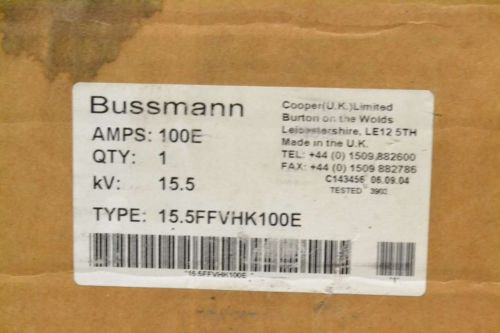 Bussmann
AMPS: 100E
QTY: 1
kV: 15.5
TYPE: 15.5FFVHK100E
Cooper(U.K.)Limited
Burton on the Wolds
Leicestershire, LE12 5TH
Made in the U.K.
TEL: +44 (0) 1509 882600
FAX: +44 (0) 1509 882786
C143456 06.09.04
TESTED 3903
*15.5FFVHK100E